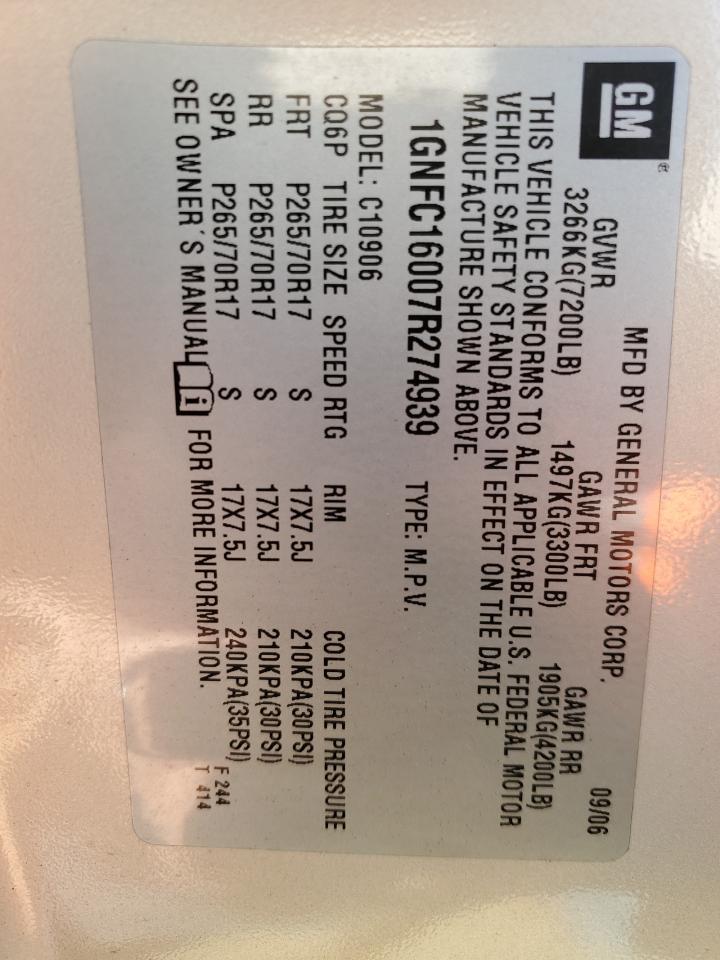 GM
MFD BY GENERAL MOTORS CORP. 09/06
GVWR GAWR FRT GAWR RR
3266KG(7200LB) 1497KG(3300LB) 1905KG(4200LB)
THIS VEHICLE CONFORMS TO ALL APPLICABLE U.S. FEDERAL MOTOR
VEHICLE SAFETY STANDARDS IN EFFECT ON THE DATE OF
MANUFACTURE SHOWN ABOVE.
1GNFC16007R274939 TYPE: M.P.V.
MODEL: C10906
CQ6P TIRE SIZE SPEED RTG RIM COLD TIRE PRESSURE
FRT P265/70R17 S 17X7.5J 210KPA(30PSI)
RR P265/70R17 S 17X7.5J 210KPA(30PSI)
SPA P265/70R17 S 17X7.5J 240KPA(35PSI)
SEE OWNER'S MANUAL i FOR MORE INFORMATION.
F 244
T 414